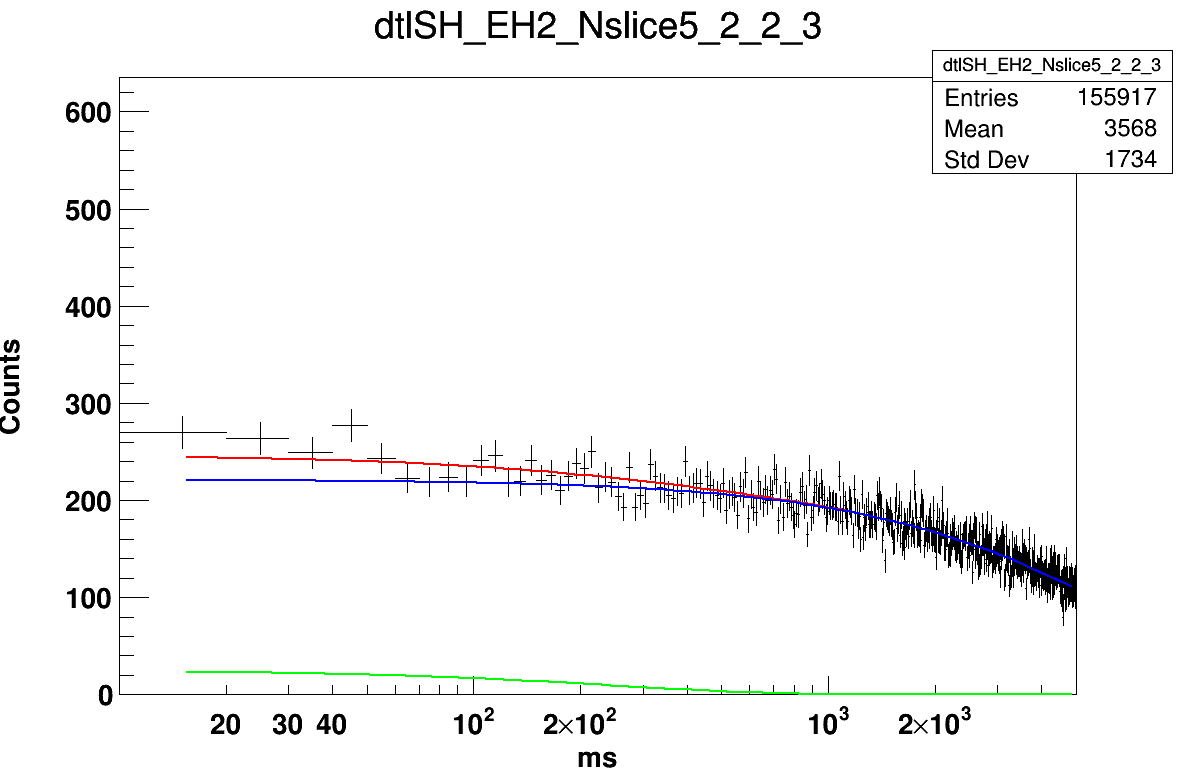 dtlSH_EH2_Nslice5_2_2_3
dtlSH_EH2_Nslice5_2_2_3
Entries 155917
Mean 3568
Std Dev 1734
600
500
400
300
200
100
0
Counts
20 30 40 10² 2×10² 10³ 2×10³
ms